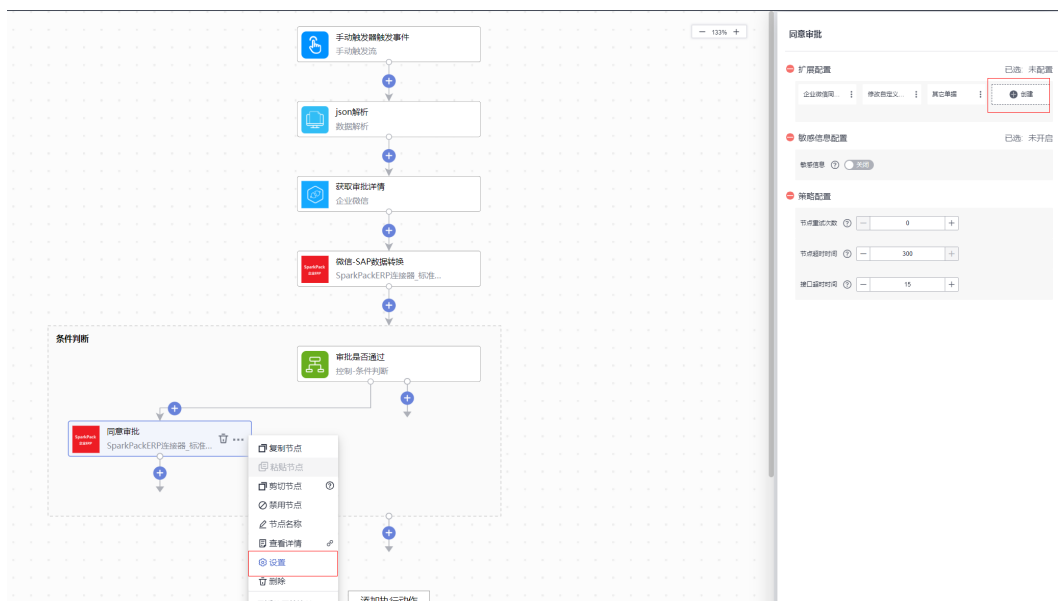 手动触发器触发事件
手动触发流
133%
json解析
数据解析
获取审批详情
企业微信
SparkPack
微信-SAP数据转换
SparkPackERP连接器_标准...
条件判断
审批是否通过
控制-条件判断
SparkPack
同意审批
SparkPackERP连接器_标准...
复制节点
粘贴节点
剪切节点
禁用节点
节点名称
查看详情
设置
删除
添加执行动作
同意审批
扩展配置
已选: 未配置
企业微信同...
修改自定义...
其它单据
创建
敏感信息配置
已选: 未开启
敏感信息
关闭
策略配置
节点重试次数
0
节点超时时间
300
接口超时时间
15